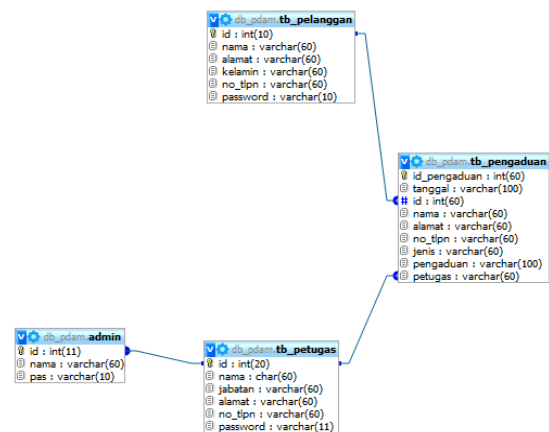 v db_pdam.tb_pelanggan
id : int(10)
nama : varchar(60)
alamat : varchar(60)
kelamin : varchar(60)
no_tlpn : varchar(60)
password : varchar(10)
v db_pdam.tb_pengaduan
id_pengaduan : int(60)
tanggal : varchar(100)
# id : int(60)
nama : varchar(60)
alamat : varchar(60)
no_tlpn : varchar(60)
jenis : varchar(60)
pengaduan : varchar(100)
petugas : varchar(60)
v db_pdam.admin
id : int(11)
nama : varchar(60)
pas : varchar(10)
v db_pdam.tb_petugas
id : int(20)
nama : char(60)
jabatan : varchar(60)
alamat : varchar(60)
no_tlpn : varchar(60)
password : varchar(11)